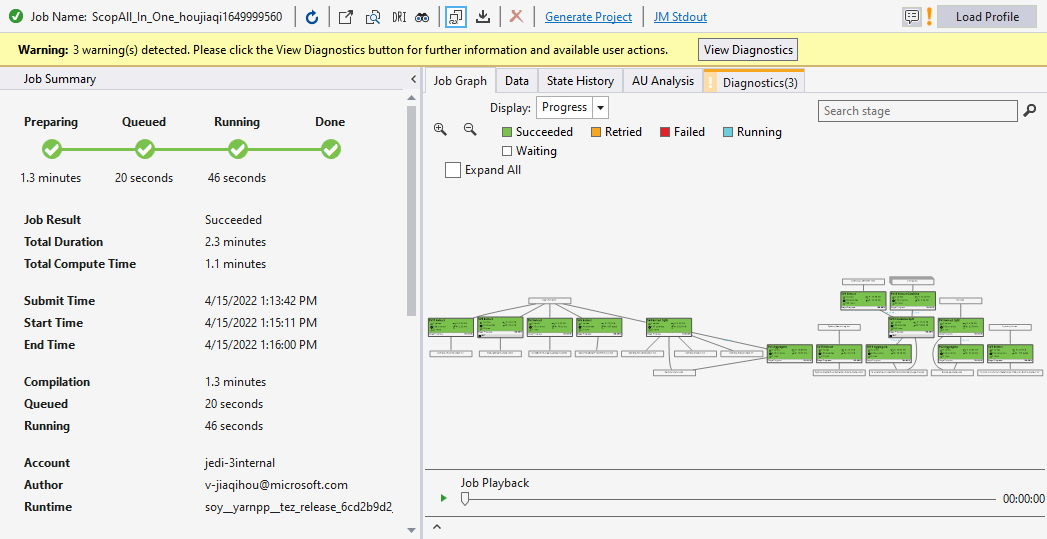 Job Name: ScopAll_In_One_houjiaqi1649999560
DRI
Generate Project
JM Stdout
Load Profile
Warning: 3 warning(s) detected. Please click the View Diagnostics button for further information and available user actions.
View Diagnostics
Job Summary
Job Graph
Data
State History
AU Analysis
Diagnostics(3)
Display:
Progress
Search stage
Succeeded
Retried
Failed
Running
Waiting
Expand All
Preparing
Queued
Running
Done
1.3 minutes
20 seconds
46 seconds
Job Result Succeeded
Total Duration 2.3 minutes
Total Compute Time 1.1 minutes
Submit Time 4/15/2022 1:13:42 PM
Start Time 4/15/2022 1:15:11 PM
End Time 4/15/2022 1:16:00 PM
Compilation 1.3 minutes
Queued 20 seconds
Running 46 seconds
Account jedi-3internal
Author v-jiaqihou@microsoft.com
Runtime soy__yarnpp__tez_release_6cd2b9d2_
Job Playback
00:00:00